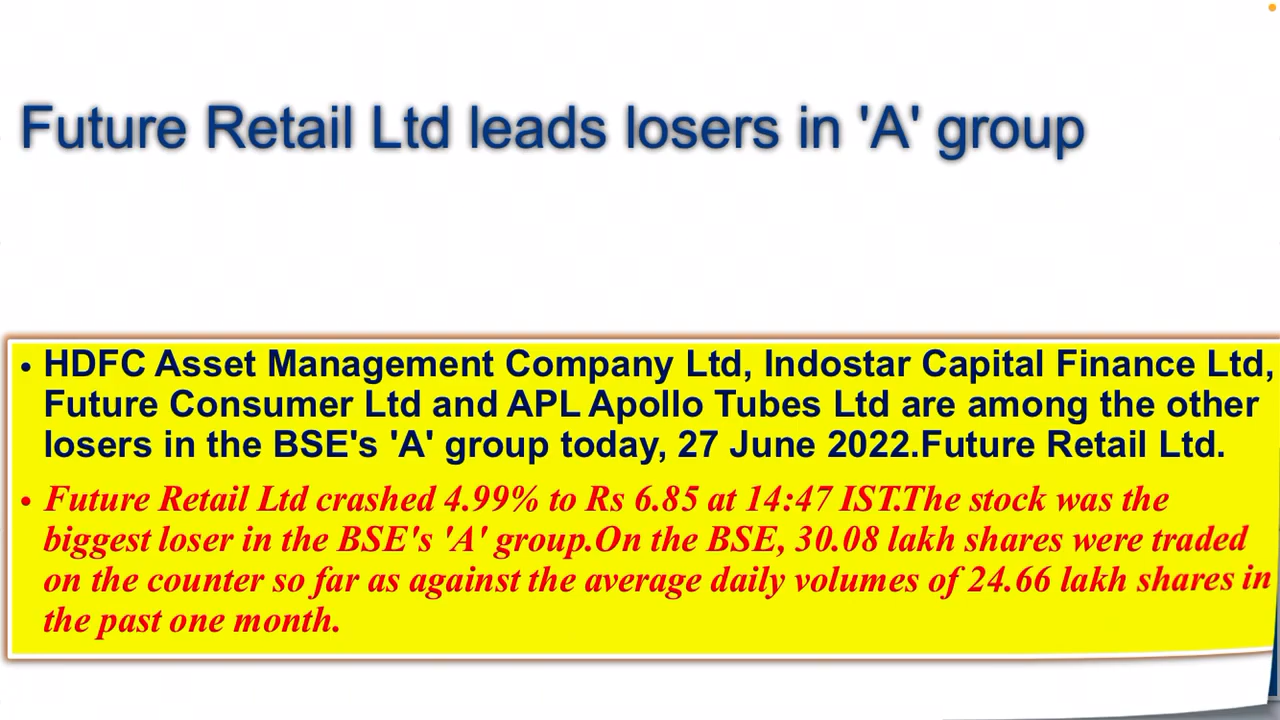 Future Retail Ltd leads losers in 'A' group
• HDFC Asset Management Company Ltd, Indostar Capital Finance Ltd,
Future Consumer Ltd and APL Apollo Tubes Ltd are among the other
losers in the BSE's 'A' group today, 27 June 2022.Future Retail Ltd.
• Future Retail Ltd crashed 4.99% to Rs 6.85 at 14:47 IST.The stock was the
biggest loser in the BSE's 'A' group.On the BSE, 30.08 lakh shares were traded
on the counter so far as against the average daily volumes of 24.66 lakh shares in
the past one month.